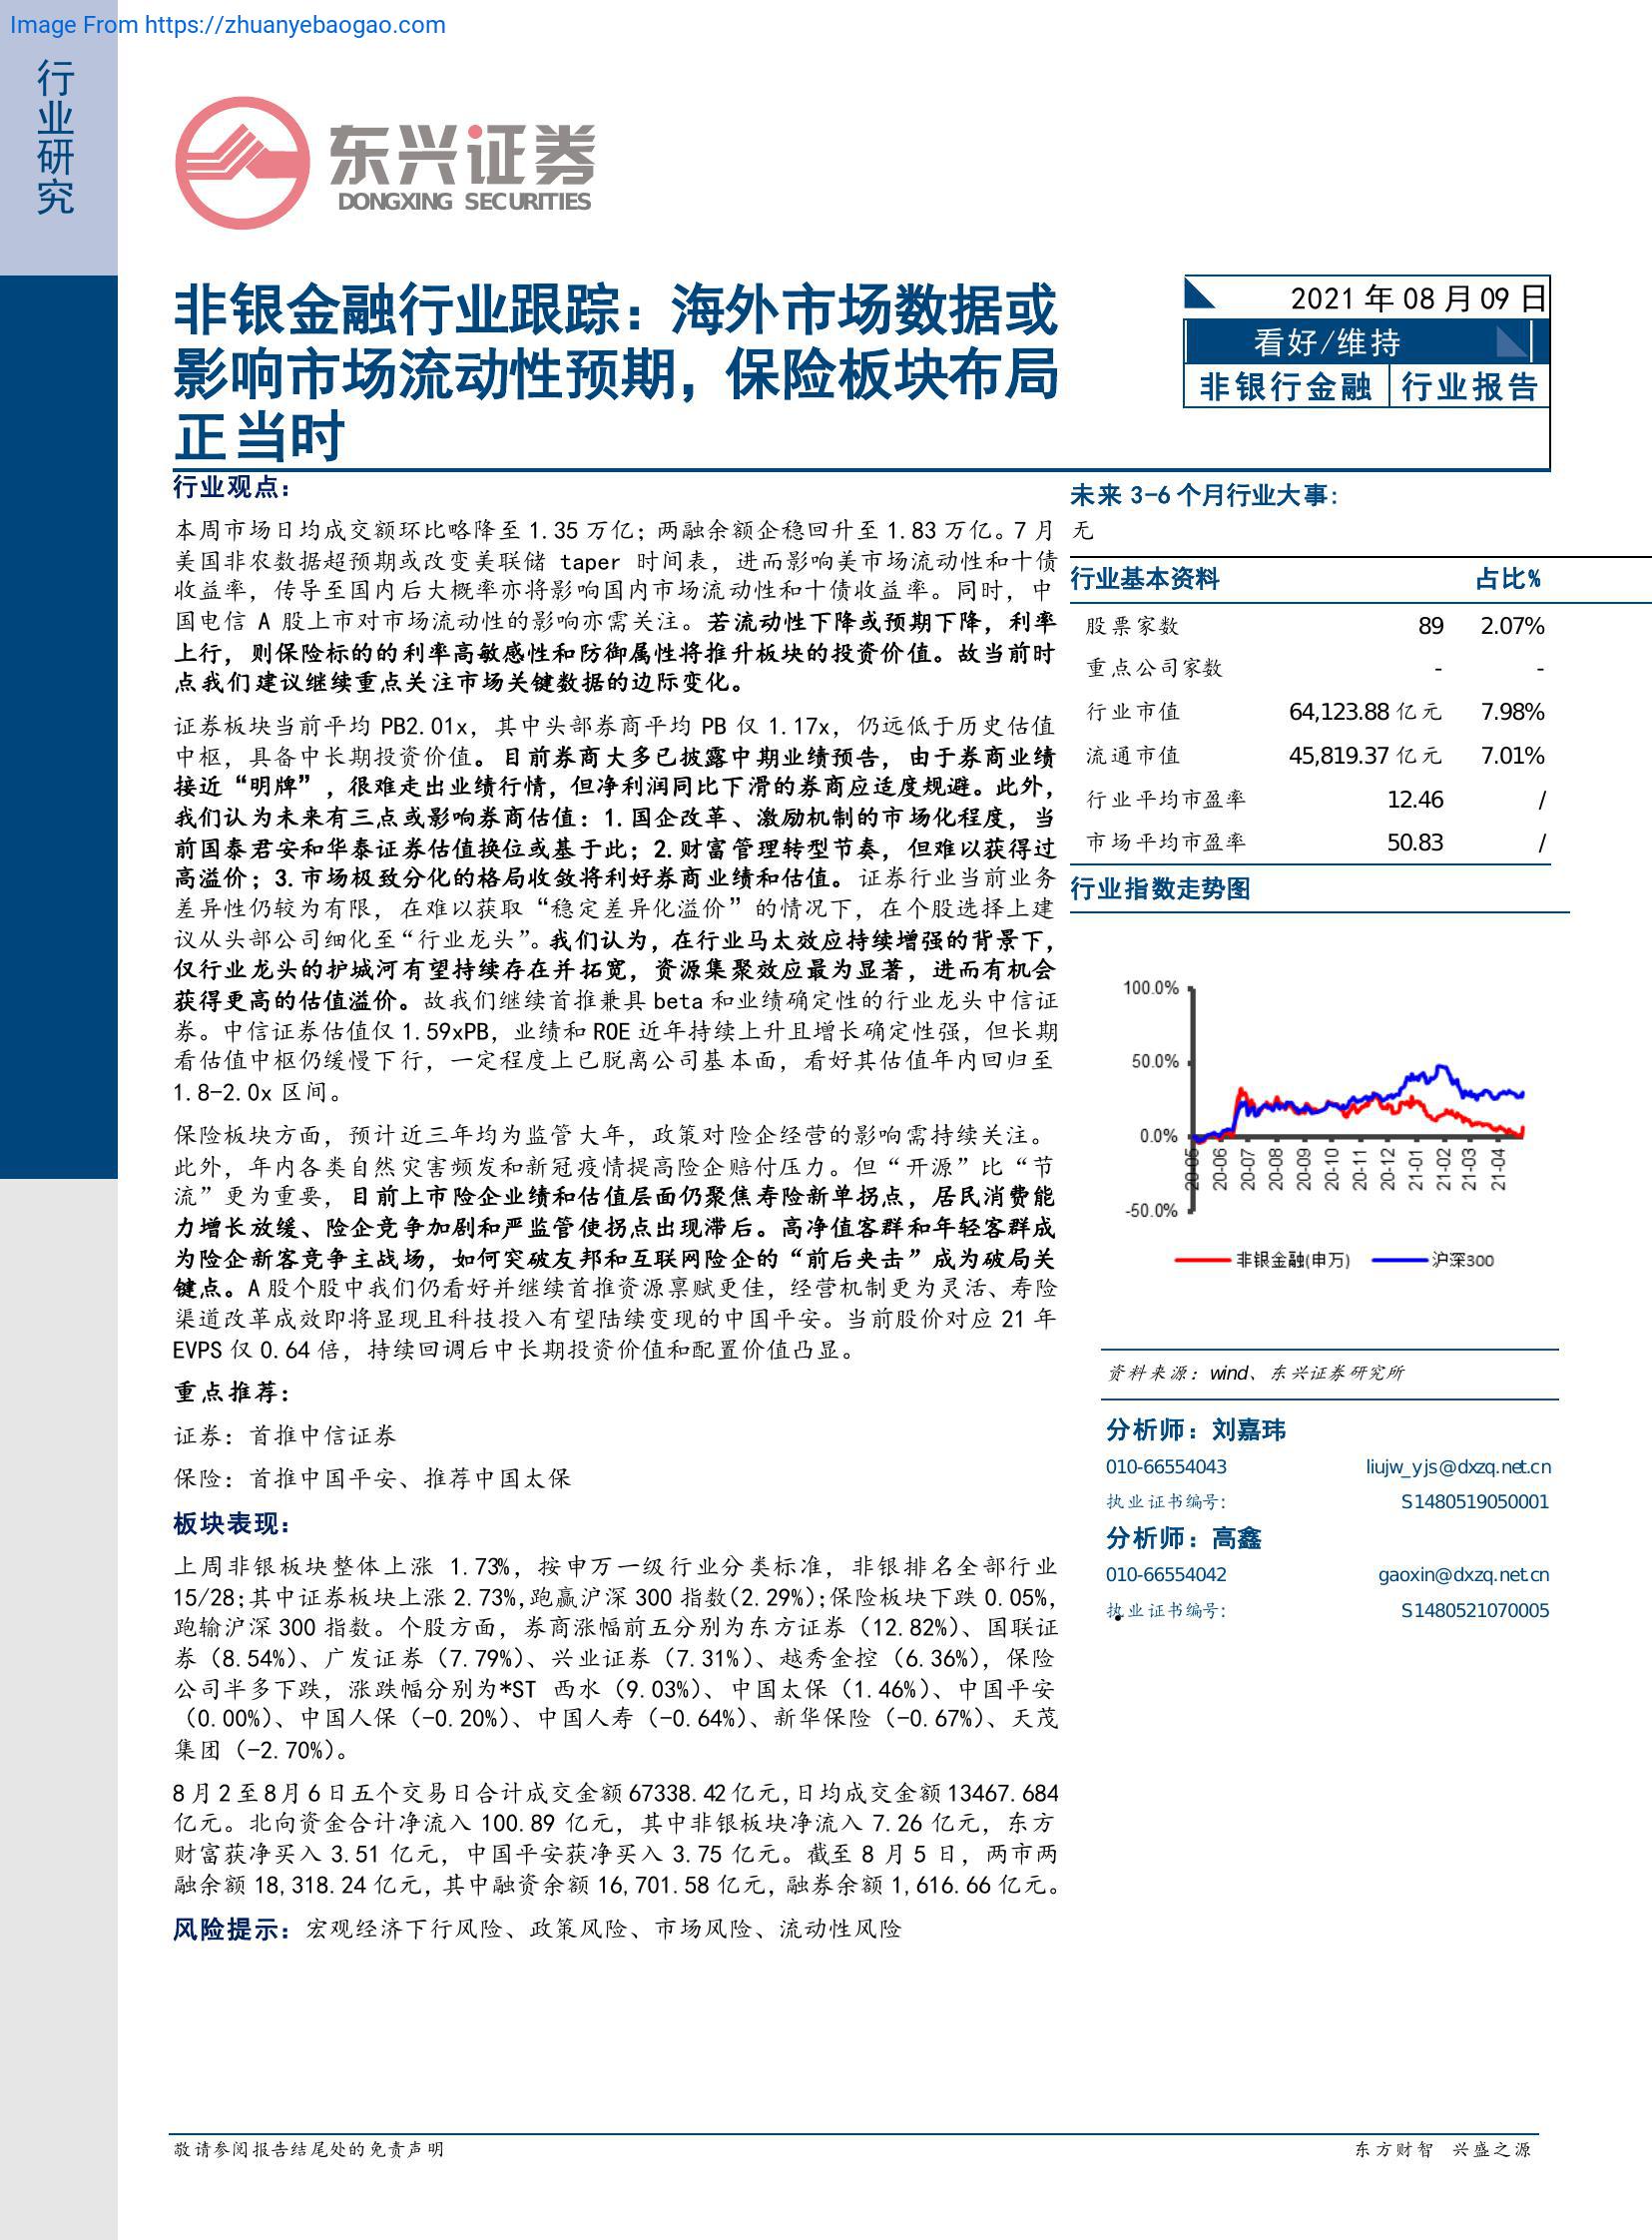 Image From https://zhuanyebaogao.com
行业研究
东兴证券
DONGXING SECURITIES
非银金融行业跟踪：海外市场数据或
影响市场流动性预期，保险板块布局
正当时
2021 年 08 月 09 日
看好/维持
非银行金融 行业报告
行业观点：
本周市场日均成交额环比略降至 1.35 万亿；两融余额企稳回升至 1.83 万亿。7 月
美国非农数据超预期或改变美联储 taper 时间表，进而影响美市场流动性和十债
收益率，传导至国内后大概率亦将影响国内市场流动性和十债收益率。同时，中
国电信 A 股上市对市场流动性的影响亦需关注。若流动性下降或预期下降，利率
上行，则保险标的的利率高敏感性和防御属性将推升板块的投资价值。故当前时
点我们建议继续重点关注市场关键数据的边际变化。
证券板块当前平均 PB2.01x，其中头部券商平均 PB 仅 1.17x，仍远低于历史估值
中枢，具备中长期投资价值。目前券商大多已披露中期业绩预告，由于券商业绩
接近“明牌”，很难走出业绩行情，但净利润同比下滑的券商应适度规避。此外，
我们认为未来有三点或影响券商估值：1.国企改革、激励机制的市场化程度，当
前国泰君安和华泰证券估值换位或基于此；2.财富管理转型节奏，但难以获得过
高溢价；3.市场极致分化的格局收敛将利好券商业绩和估值。证券行业当前业务
差异性仍较为有限，在难以获取“稳定差异化溢价”的情况下，在个股选择上建
议从头部公司细化至“行业龙头”。我们认为，在行业马太效应持续增强的背景下，
仅行业龙头的护城河有望持续存在并拓宽，资源集聚效应最为显著，进而有机会
获得更高的估值溢价。故我们继续首推兼具 beta 和业绩确定性的行业龙头中信证
券。中信证券估值仅 1.59xPB，业绩和 ROE 近年持续上升且增长确定性强，但长期
看估值中枢仍缓慢下行，一定程度上已脱离公司基本面，看好其估值年内回归至
1.8-2.0x 区间。
保险板块方面，预计近三年均为监管大年，政策对险企经营的影响需持续关注。
此外，年内各类自然灾害频发和新冠疫情提高险企赔付压力。但“开源”比“节
流”更为重要，目前上市险企业绩和估值层面仍聚焦寿险新单拐点，居民消费能
力增长放缓、险企竞争加剧和严监管使拐点出现滞后。高净值客群和年轻客群成
为险企新客竞争主战场，如何突破友邦和互联网险企的“前后夹击”成为破局关
键点。A 股个股中我们仍看好并继续首推资源禀赋更佳，经营机制更为灵活、寿险
渠道改革成效即将显现且科技投入有望陆续变现的中国平安。当前股价对应 21 年
EVPS 仅 0.64 倍，持续回调后中长期投资价值和配置价值凸显。
重点推荐：
证券：首推中信证券
保险：首推中国平安、推荐中国太保
板块表现：
上周非银板块整体上涨 1.73%，按申万一级行业分类标准，非银排名全部行业
15/28；其中证券板块上涨 2.73%，跑赢沪深 300 指数（2.29%）；保险板块下跌 0.05%，
跑输沪深 300 指数。个股方面，券商涨幅前五分别为东方证券（12.82%）、国联证
券（8.54%）、广发证券（7.79%）、兴业证券（7.31%）、越秀金控（6.36%），保险
公司半多下跌，涨跌幅分别为*ST 西水（9.03%）、中国太保（1.46%）、中国平安
（0.00%）、中国人保（-0.20%）、中国人寿（-0.64%）、新华保险（-0.67%）、天茂
集团（-2.70%）。
8 月 2 至 8 月 6 日五个交易日合计成交金额 67338.42 亿元，日均成交金额 13467.684
亿元。北向资金合计净流入 100.89 亿元，其中非银板块净流入 7.26 亿元，东方
财富获净买入 3.51 亿元，中国平安获净买入 3.75 亿元。截至 8 月 5 日，两市两
融余额 18,318.24 亿元，其中融资余额 16,701.58 亿元，融券余额 1,616.66 亿元。
风险提示：宏观经济下行风险、政策风险、市场风险、流动性风险
未来 3-6 个月行业大事：
无
行业基本资料 占比%
股票家数 89 2.07%
重点公司家数 - -
行业市值 64,123.88 亿元 7.98%
流通市值 45,819.37 亿元 7.01%
行业平均市盈率 12.46 /
市场平均市盈率 50.83 /
行业指数走势图
100.0%
50.0%
0.0%
-50.0%
20-05 20-06 20-07 20-08 20-09 20-10 20-11 20-12 21-01 21-02 21-03 21-04
非银金融(申万) 沪深300
资料来源：wind、东兴证券研究所
分析师：刘嘉玮
010-66554043 liujw_yjs@dxzq.net.cn
执业证书编号： S1480519050001
分析师：高鑫
010-66554042 gaoxin@dxzq.net.cn
执业证书编号： S1480521070005
敬请参阅报告结尾处的免责声明 东方财智 兴盛之源